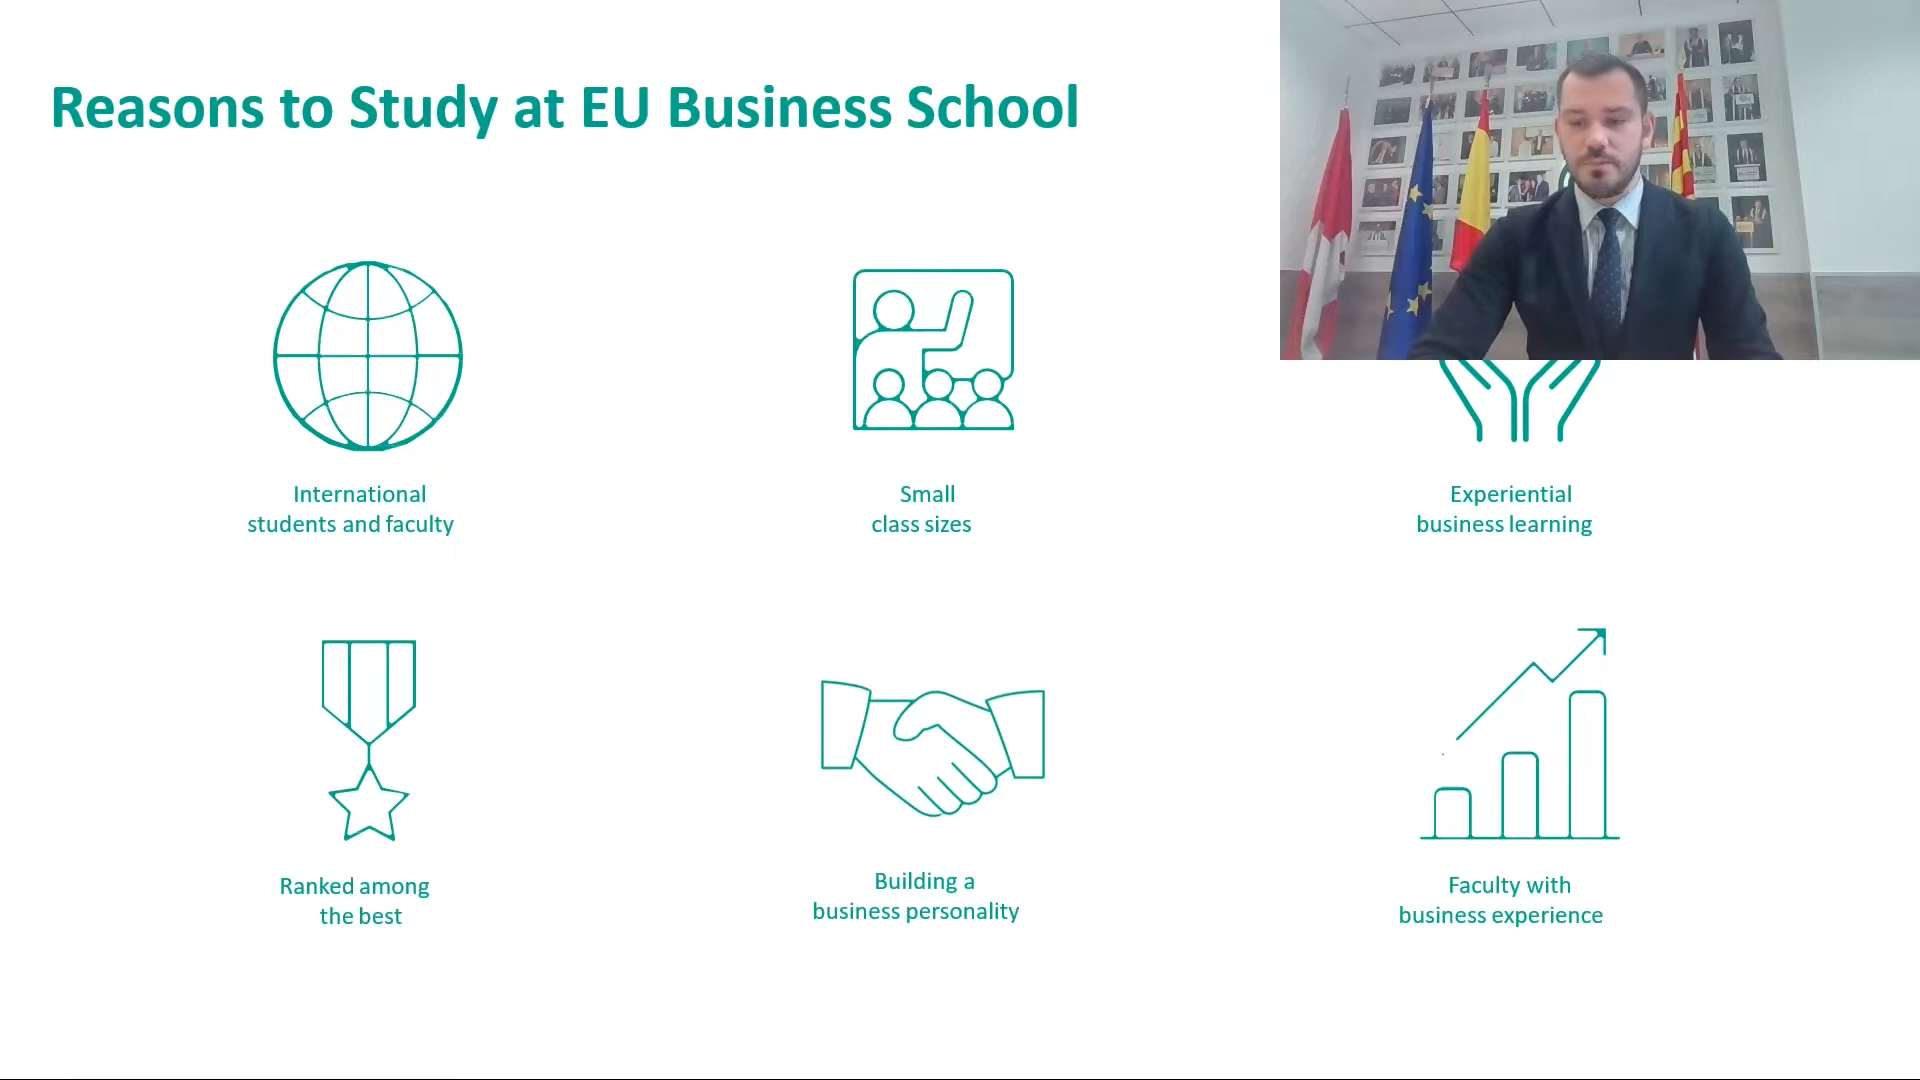 Reasons to Study at EU Business School
International
students and faculty
Small
class sizes
Experiential
business learning
Ranked among
the best
Building a
business personality
Faculty with
business experience